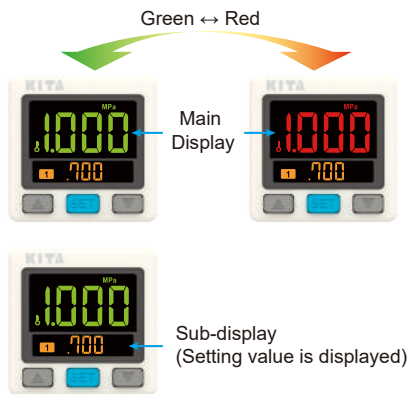 Green ↔ Red
KITA
MPa
1.000
1 .700
SET
Main
Display
KITA
MPa
1.000
1 .700
SET
KITA
MPa
1.000
1 .700
SET
Sub-display
(Setting value is displayed)